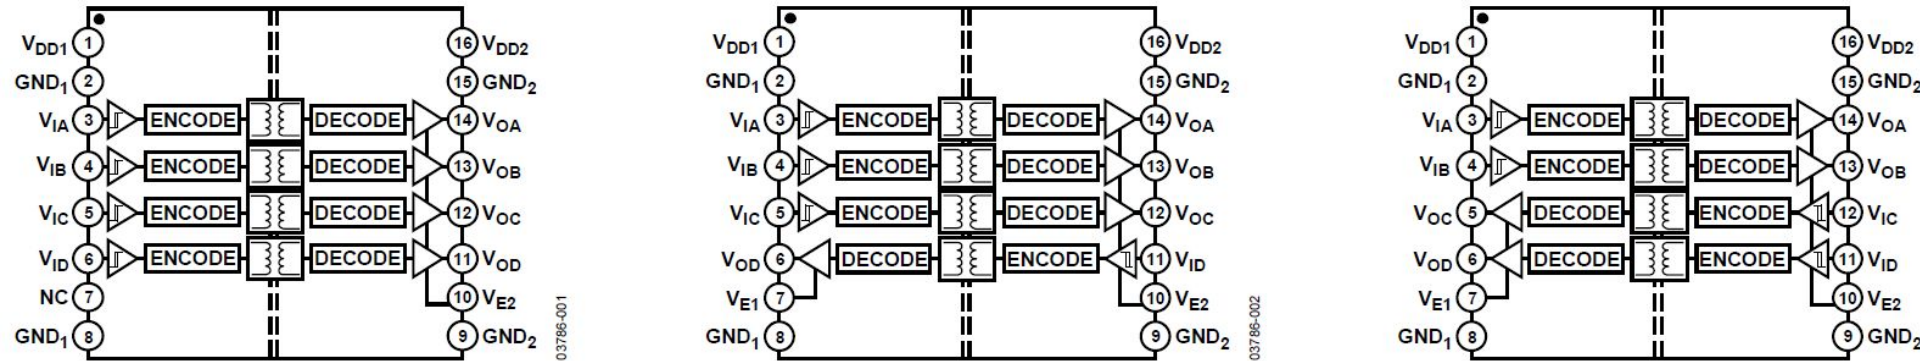 VDD1 1 16 VDD2
GND1 2 15 GND2
VIA 3 ENCODE DECODE 14 VOA
VIB 4 ENCODE DECODE 13 VOB
VIC 5 ENCODE DECODE 12 VOC
VID 6 ENCODE DECODE 11 VOD
NC 7 10 VE2
GND1 8 9 GND2
03786-001
VDD1 1 16 VDD2
GND1 2 15 GND2
VIA 3 ENCODE DECODE 14 VOA
VIB 4 ENCODE DECODE 13 VOB
VIC 5 ENCODE DECODE 12 VOC
VOD 6 DECODE ENCODE 11 VID
VE1 7 10 VE2
GND1 8 9 GND2
03786-002
VDD1 1 16 VDD2
GND1 2 15 GND2
VIA 3 ENCODE DECODE 14 VOA
VIB 4 ENCODE DECODE 13 VOB
VOC 5 DECODE ENCODE 12 VIC
VOD 6 DECODE ENCODE 11 VID
VE1 7 10 VE2
GND1 8 9 GND2